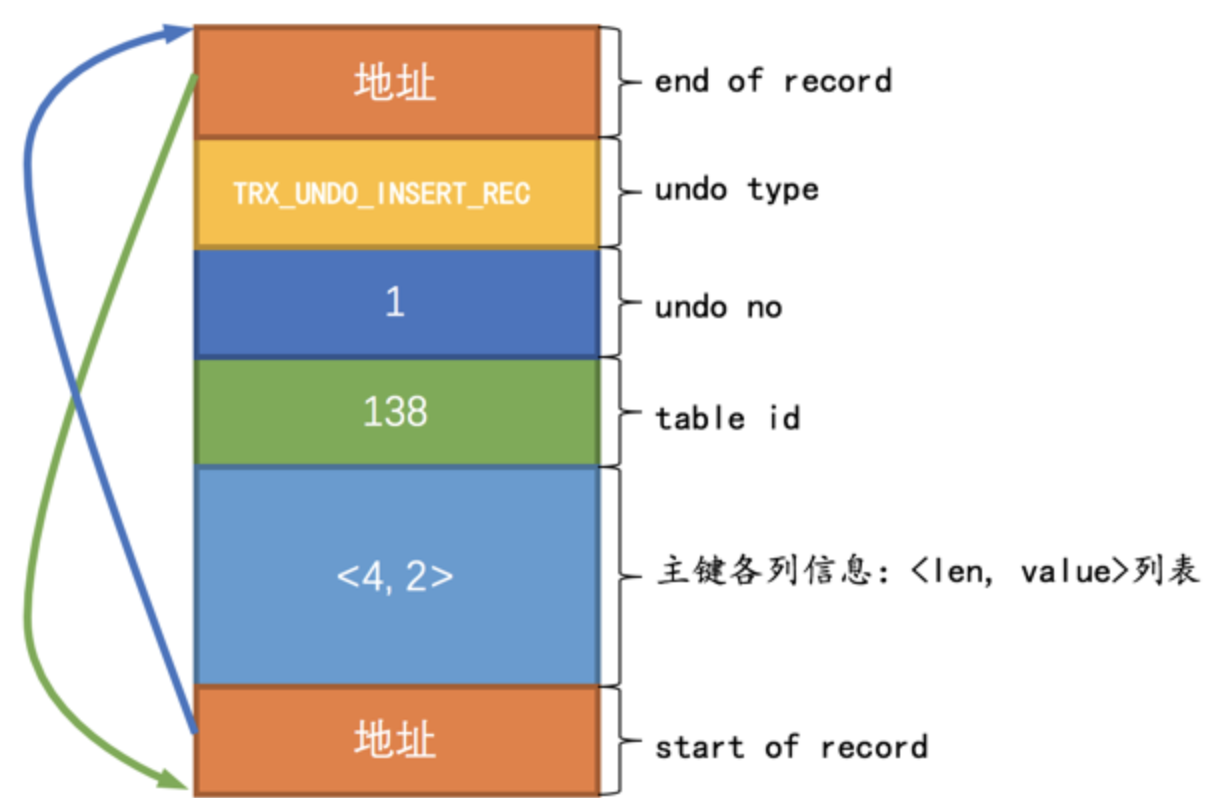 地址 end of record
TRX_UNDO_INSERT_REC undo type
1 undo no
138 table id
<4, 2> 主键各列信息：<len, value>列表
地址 start of record